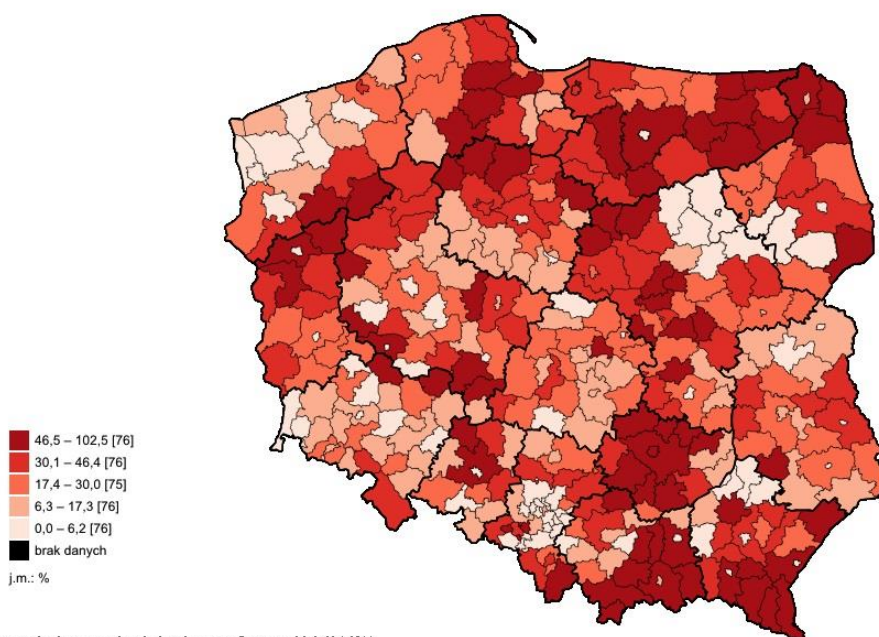 46,5 – 102,5 [76]
30,1 – 46,4 [76]
17,4 – 30,0 [75]
6,3 – 17,3 [76]
0,0 – 6,2 [76]
brak danych
j.m.: %